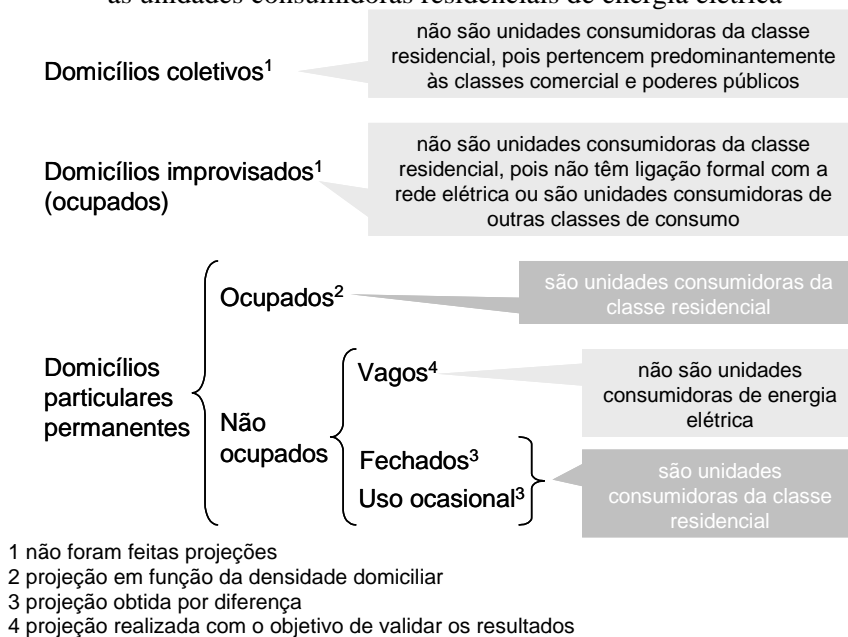 as unidades consumidoras residenciais de energia elétrica
não são unidades consumidoras da classe
residencial, pois pertencem predominantemente
às classes comercial e poderes públicos
Domicílios coletivos¹
não são unidades consumidoras da classe
residencial, pois não têm ligação formal com a
rede elétrica ou são unidades consumidoras de
outras classes de consumo
Domicílios improvisados¹
(ocupados)
Ocupados²
são unidades consumidoras da
classe residencial
Domicílios
particulares
permanentes
Não
ocupados
Vagos⁴
não são unidades
consumidoras de energia
elétrica
Fechados³
Uso ocasional³
são unidades
consumidoras da classe
residencial
1 não foram feitas projeções
2 projeção em função da densidade domiciliar
3 projeção obtida por diferença
4 projeção realizada com o objetivo de validar os resultados